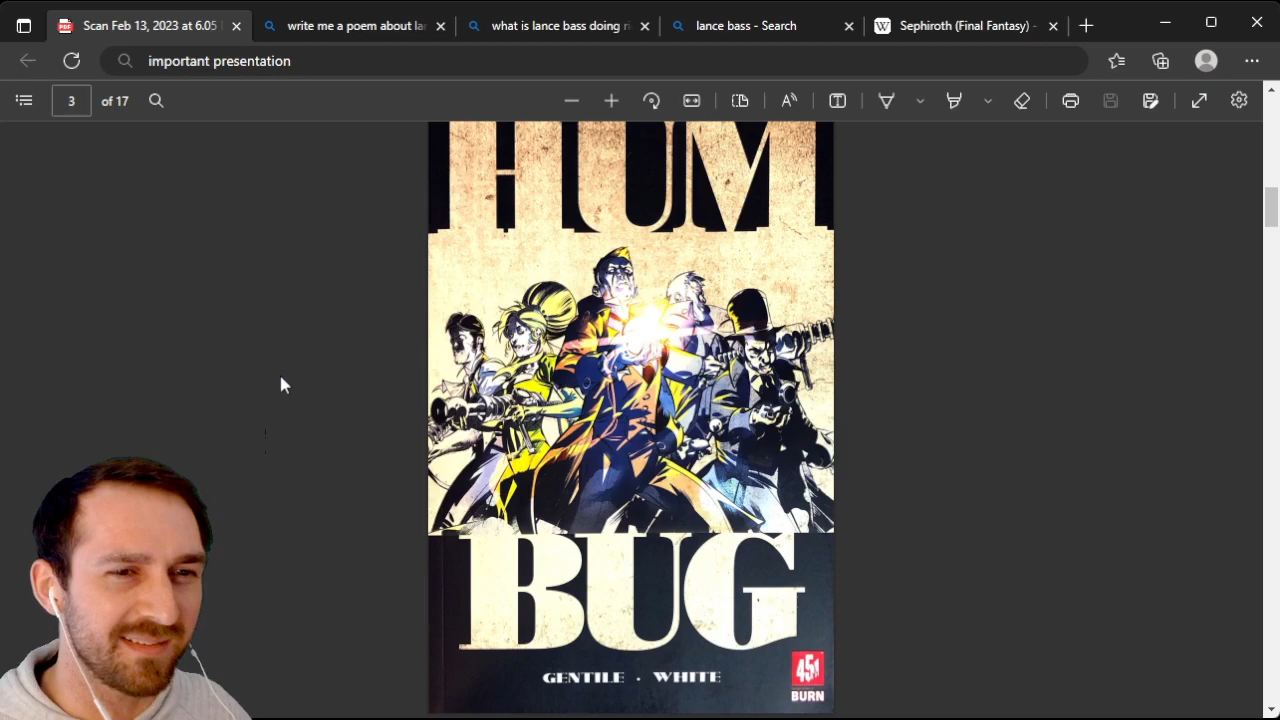 Scan Feb 13, 2023 at 6.05
write me a poem about la
what is lance bass doing ri
lance bass - Search
W
Sephiroth (Final Fantasy) -
important presentation
3
of 17
HUM
BUG
GENTILE . WHITE
451
BURN